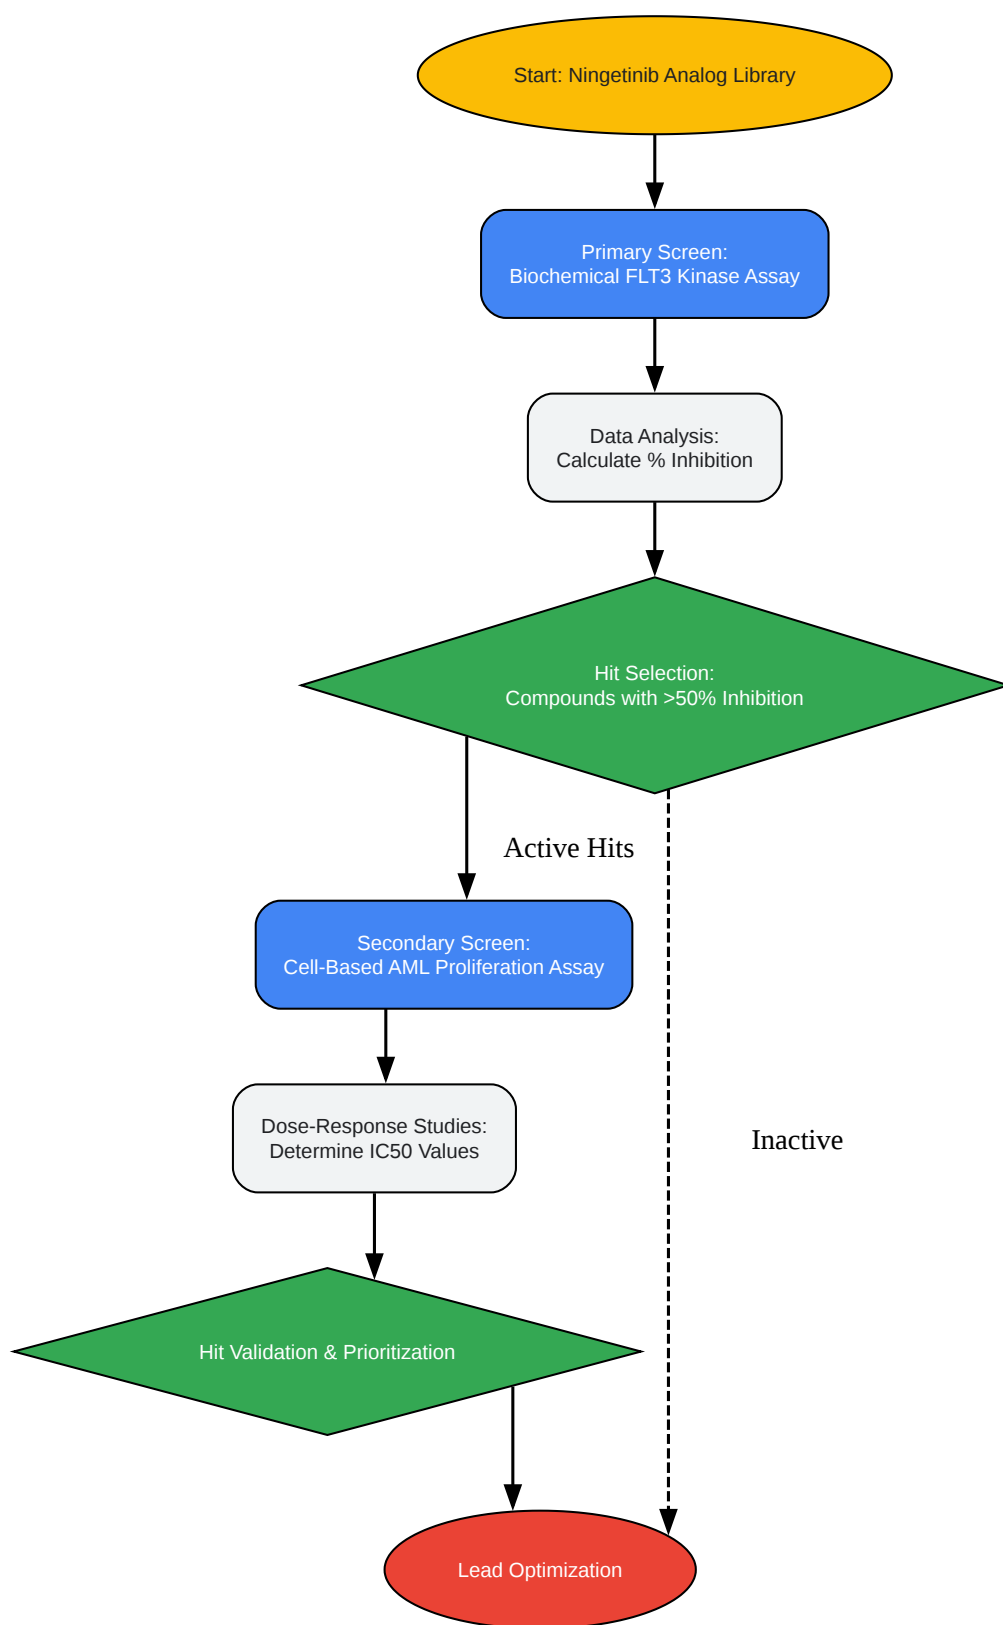 Start: Ningetinib Analog Library
Primary Screen:
Biochemical FLT3 Kinase Assay
Data Analysis:
Calculate % Inhibition
Hit Selection:
Compounds with >50% Inhibition
Active Hits
Secondary Screen:
Cell-Based AML Proliferation Assay
Dose-Response Studies:
Determine IC50 Values
Inactive
Hit Validation & Prioritization
Lead Optimization